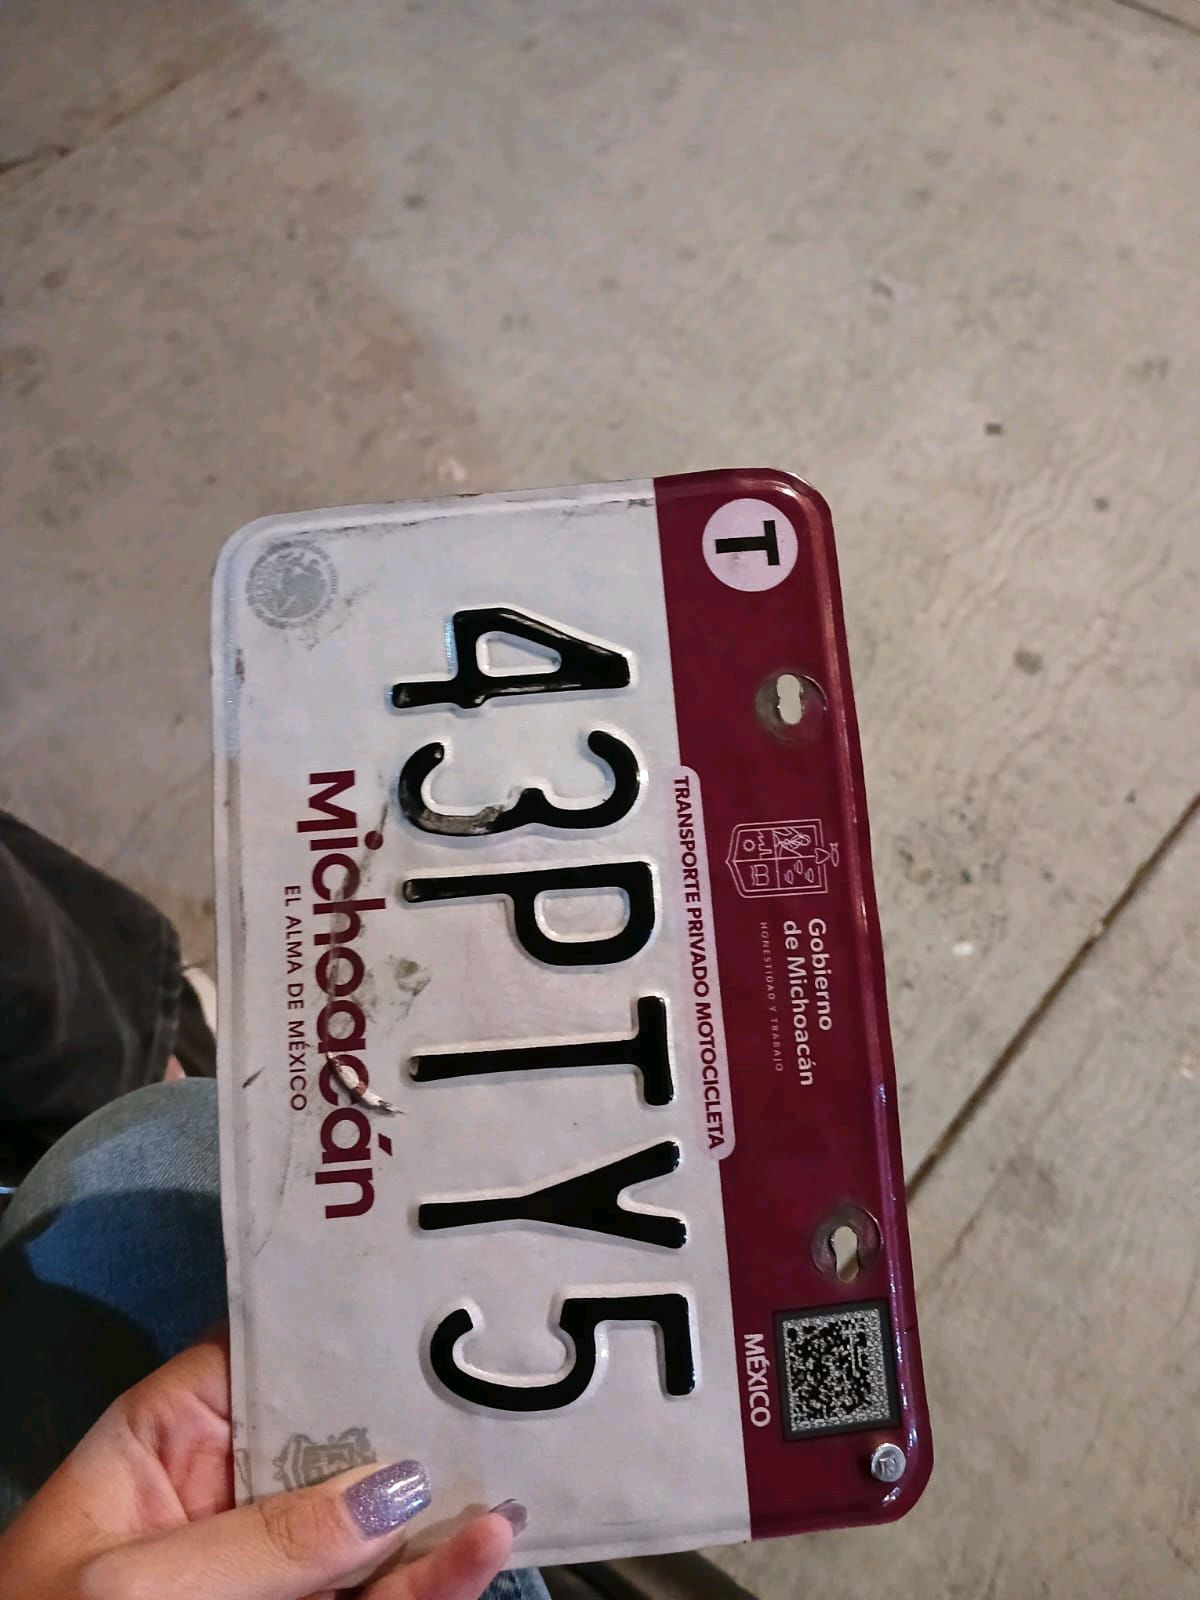 T
Gobierno
de Michoacán
HONESTIDAD Y TRABAJO
MÉXICO
TRANSPORTE PRIVADO MOTOCICLETA
43PTY5
Michoacán
EL ALMA DE MÉXICO